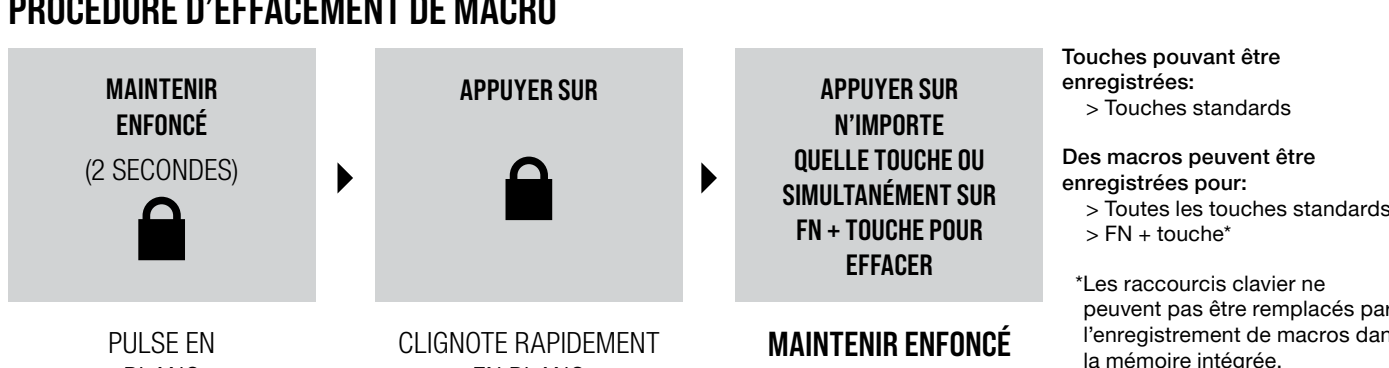 PROCÉDURE D'EFFACEMENT DE MACRO
MAINTENIR
ENFONCÉ
(2 SECONDES)
APPUYER SUR
APPUYER SUR
N'IMPORTE
QUELLE TOUCHE OU
SIMULTANÉMENT SUR
FN + TOUCHE POUR
EFFACER
PULSE EN
BLANC
CLIGNOTE RAPIDEMENT
EN BLANC
MAINTENIR ENFONCÉ
Touches pouvant être
enregistrées:
> Touches standards
Des macros peuvent être
enregistrées pour:
> Toutes les touches standards
> FN + touche*
*Les raccourcis clavier ne
peuvent pas être remplacés par
l'enregistrement de macros dan
la mémoire intégrée.